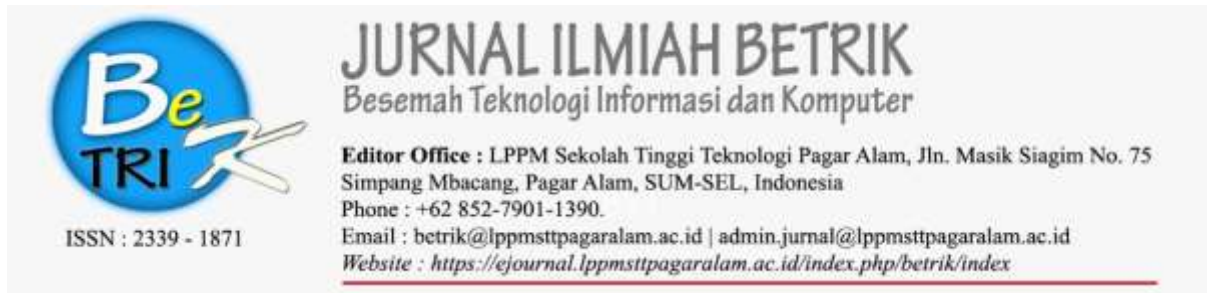 Be
TRIK
ISSN : 2339 - 1871
JURNAL ILMIAH BETRIK
Besemah Teknologi Informasi dan Komputer
Editor Office : LPPM Sekolah Tinggi Teknologi Pagar Alam, Jln. Masik Siagim No. 75
Simpang Mbacang, Pagar Alam, SUM-SEL, Indonesia
Phone : +62 852-7901-1390.
Email : betrik@lppmsttpagaralam.ac.id | admin.jurnal@lppmsttpagaralam.ac.id
Website : https://ejournal.lppmsttpagaralam.ac.id/index.php/betrik/index